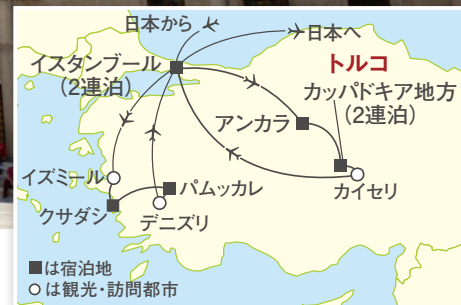 日本から
日本へ
イスタンブール
(2連泊)
トルコ
カッパドキア地方
(2連泊)
アンカラ
イズミール
パムッカレ
カイセリ
クサダシ
デニズリ
■は宿泊地
○は観光・訪問都市